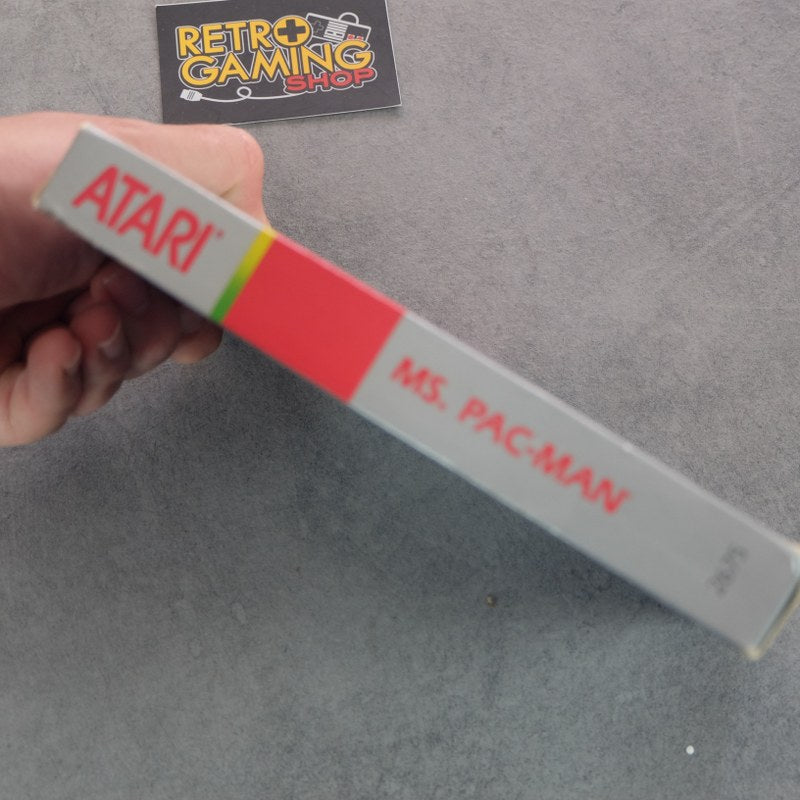 RETRO
GAMING
SHOP
ATARI
MS. PAC-MAN